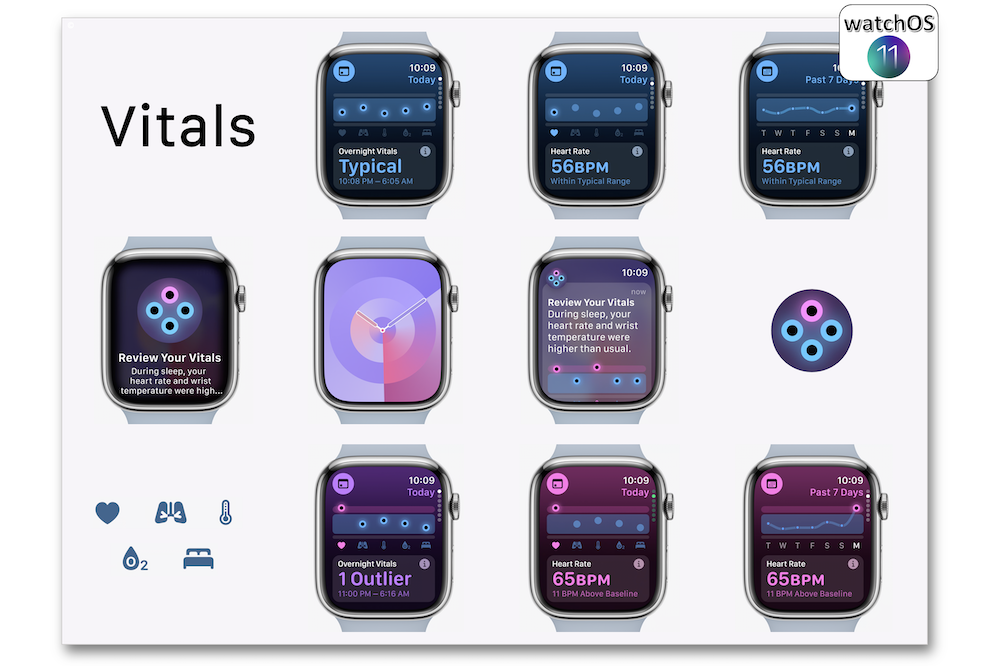 watchOS
11
Vitals
10:09
Today
Overnight Vitals
Typical
10:08 PM – 6:05 AM
10:09
Today
Heart Rate
56BPM
Within Typical Range
Past 7 Days
T W T F S S M
Heart Rate
56BPM
Within Typical Range
Review Your Vitals
During sleep, your
heart rate and wrist
temperature were high...
10:09
now
Review Your Vitals
During sleep, your
heart rate and wrist
temperature were
higher than usual.
O2
10:09
Today
Overnight Vitals
1 Outlier
11:00 PM – 6:16 AM
10:09
Today
Heart Rate
65BPM
11 BPM Above Baseline
10:09
Past 7 Days
T W T F S S M
Heart Rate
65BPM
11 BPM Above Baseline